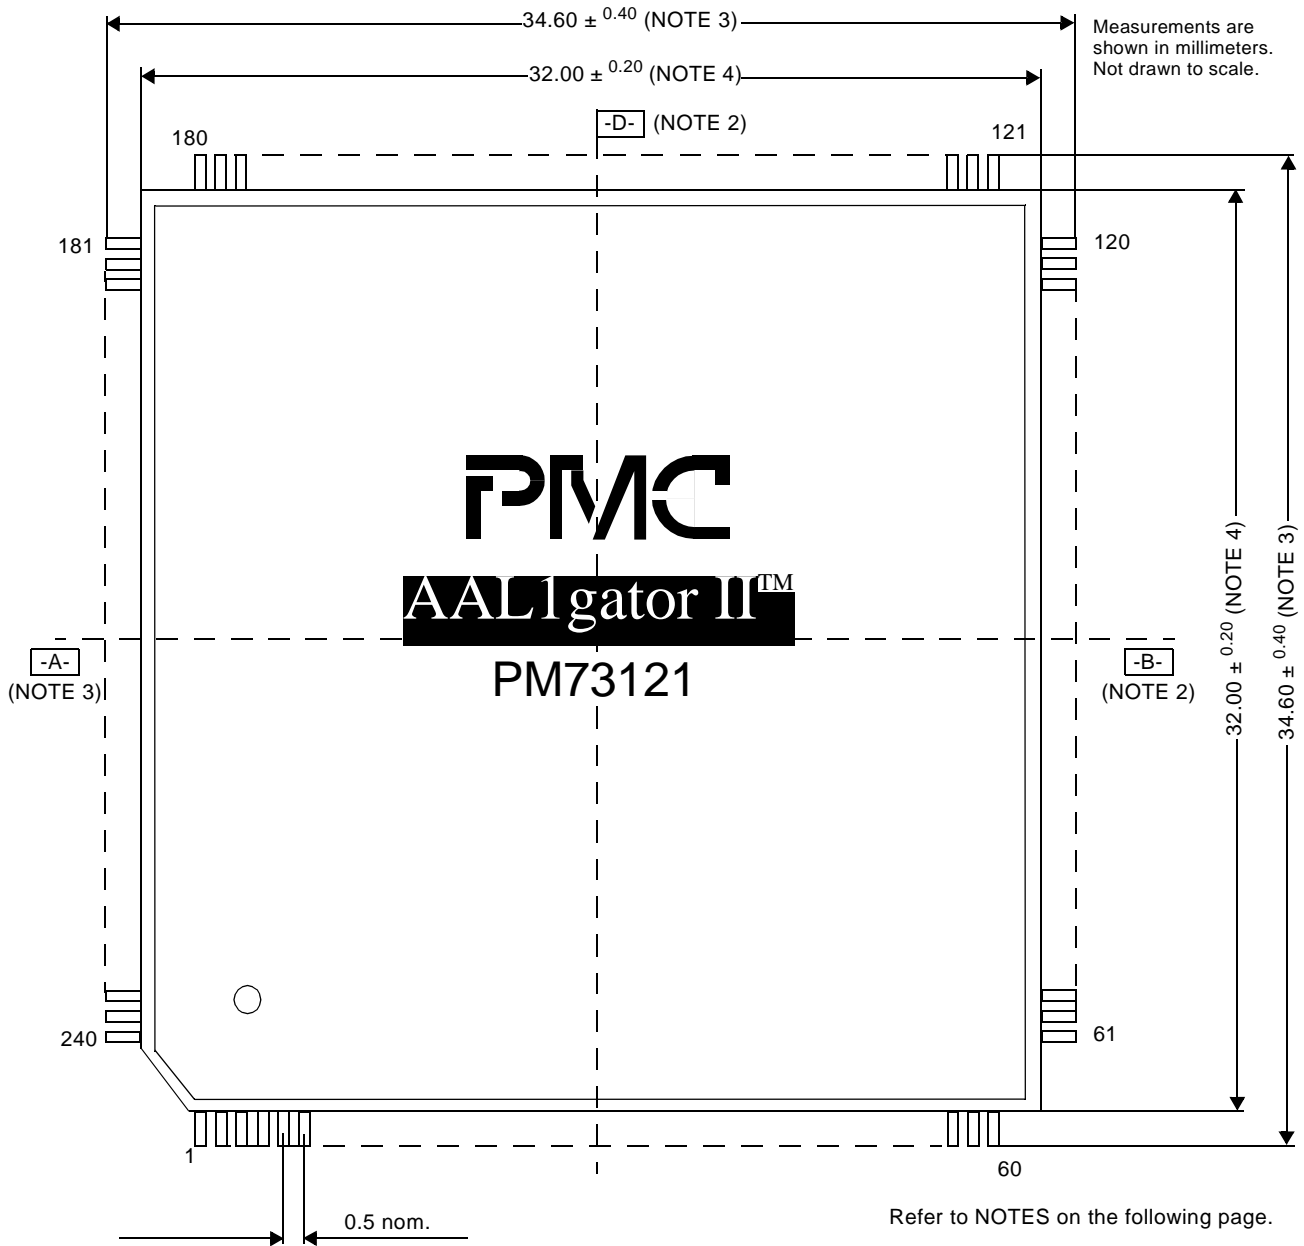 34.60 ± 0.40 (NOTE 3)
Measurements are
shown in millimeters.
Not drawn to scale.
32.00 ± 0.20 (NOTE 4)
-D- (NOTE 2)
180
121
181
120
PMC
AAL1gator II™
PM73121
-A-
(NOTE 3)
-B-
(NOTE 2)
32.00 ± 0.20 (NOTE 4)
34.60 ± 0.40 (NOTE 3)
240
61
1
60
0.5 nom.
Refer to NOTES on the following page.